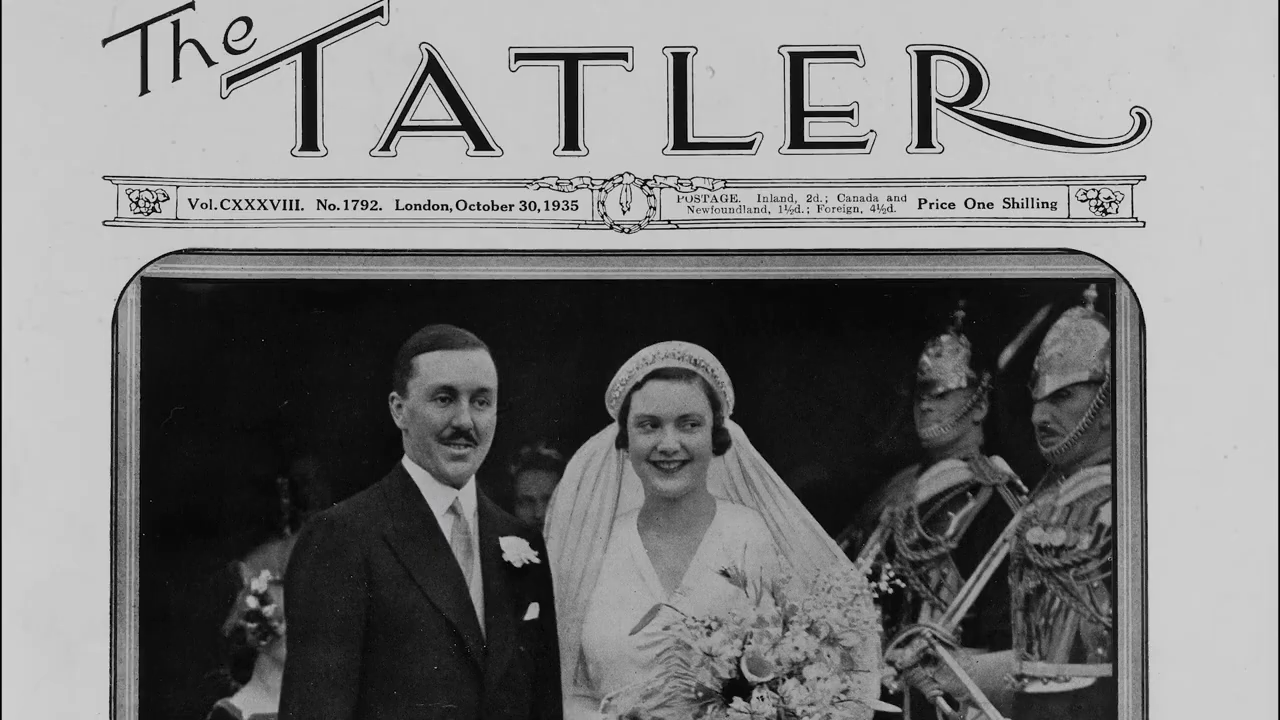 The TATLER
Vol. CXXXVIII. No. 1792. London, October 30, 1935
POSTAGE. Inland, 2d.; Canada and
Newfoundland, 1½d.; Foreign, 4½d.
Price One Shilling